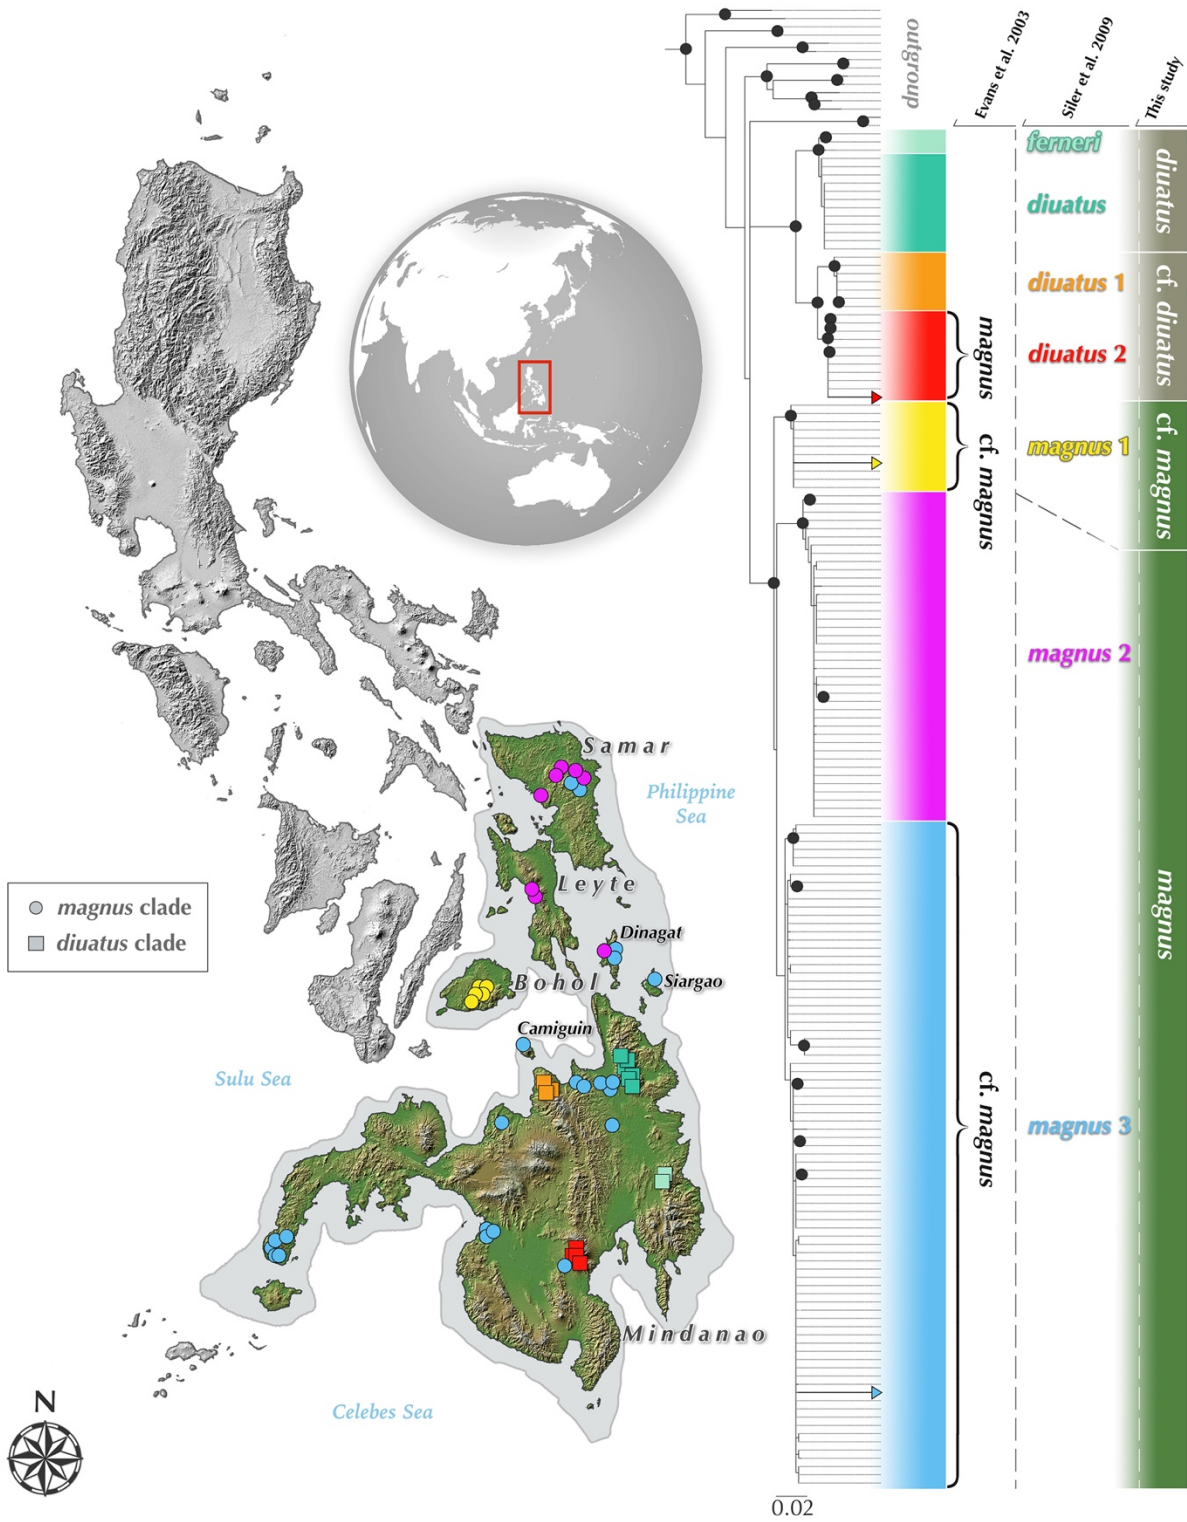 outgroup
Evans et al. 2003
Siler et al. 2009
This study
ferneri
diuatus
diuatus
diuatus 1
cf. diuatus
diuatus 2
magnus
magnus 1
cf. magnus
cf. magnus
magnus 2
magnus
magnus 3
cf. magnus
0.02
Samar
Philippine
Sea
Leyte
magnus clade
diuatus clade
Dinagat
Siargao
Bohol
Camiguin
Sulu Sea
Mindanao
Celebes Sea
N